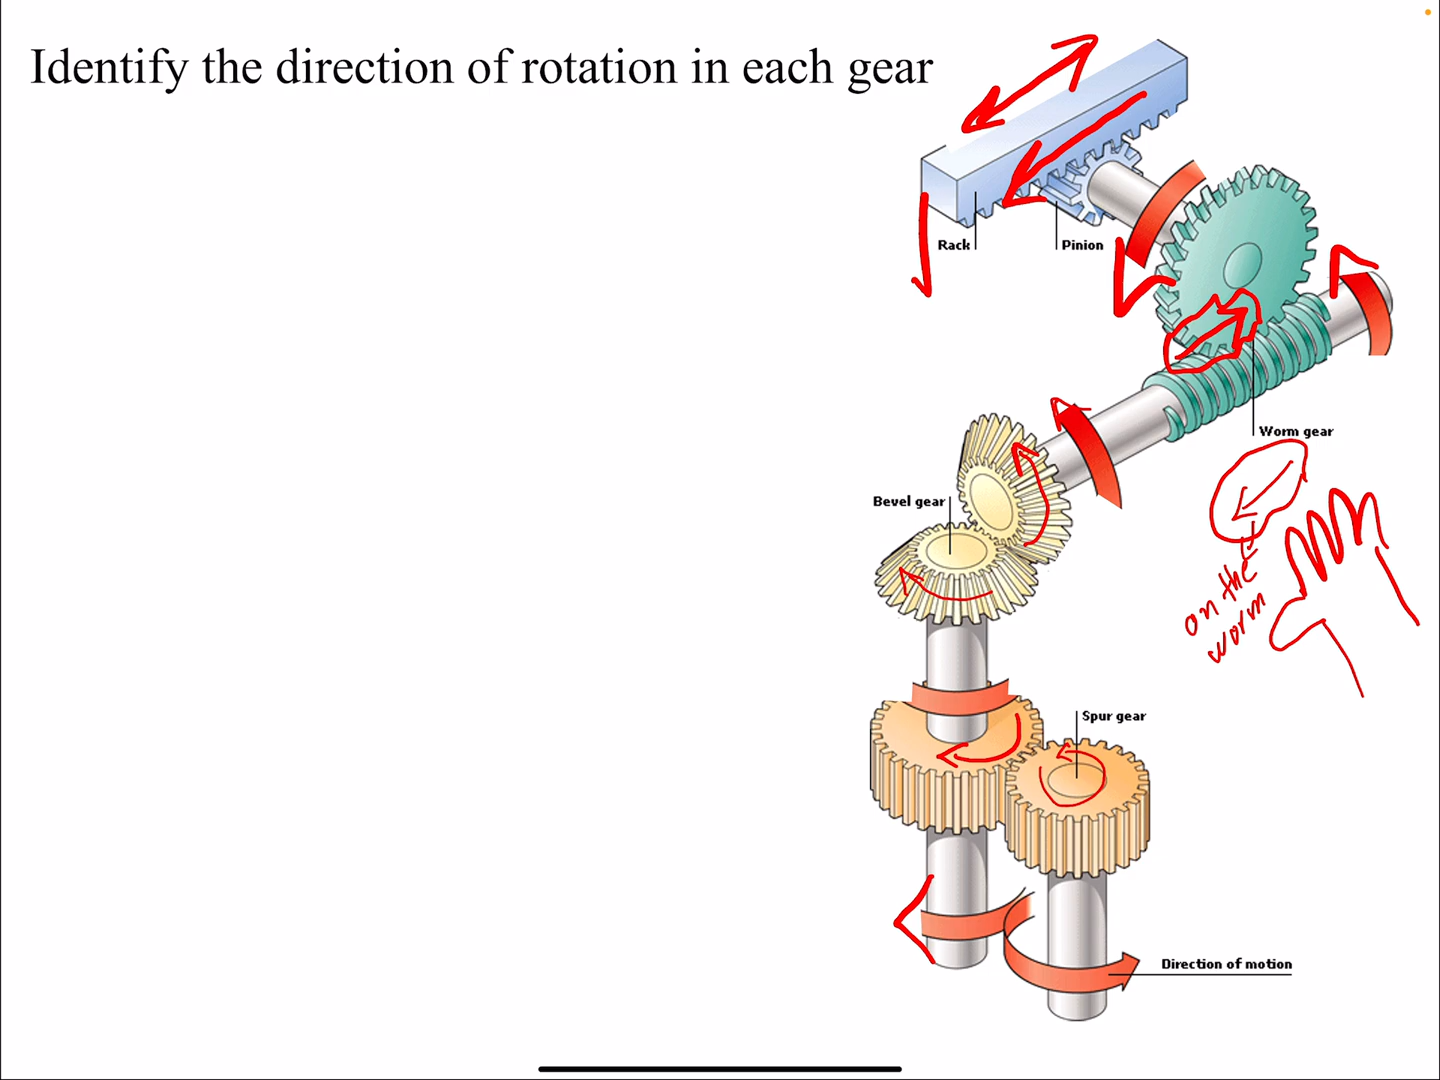 Identify the direction of rotation in each gear
Rack
Pinion
Worm gear
Bevel gear
on the
worm
Spur gear
Direction of motion